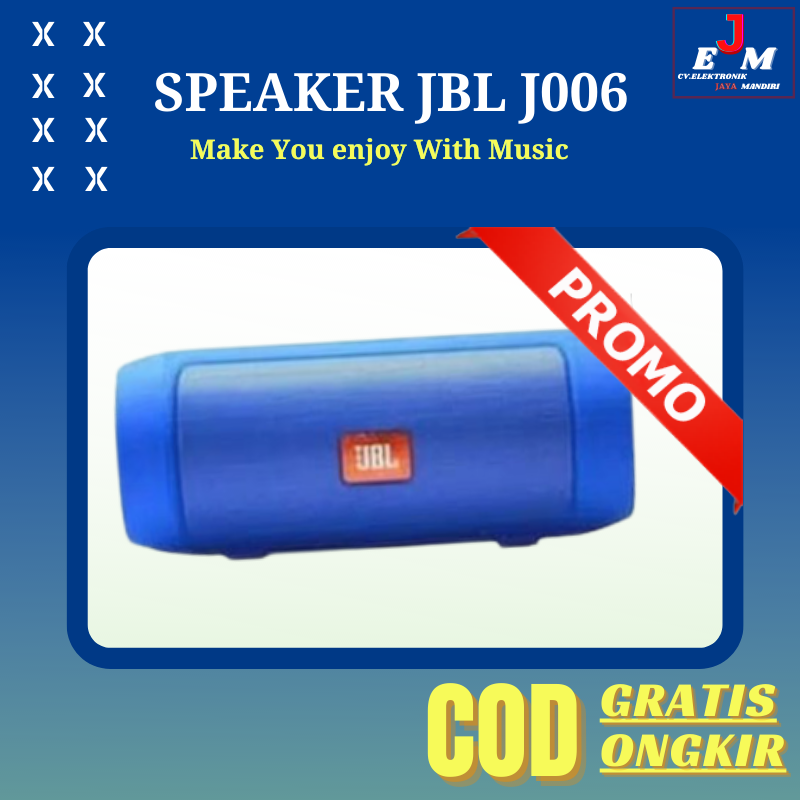 EJM
CV.ELEKTRONIK
JAYA MANDIRI
SPEAKER JBL J006
Make You enjoy With Music
PROMO
JBL
COD
GRATIS
ONGKIR